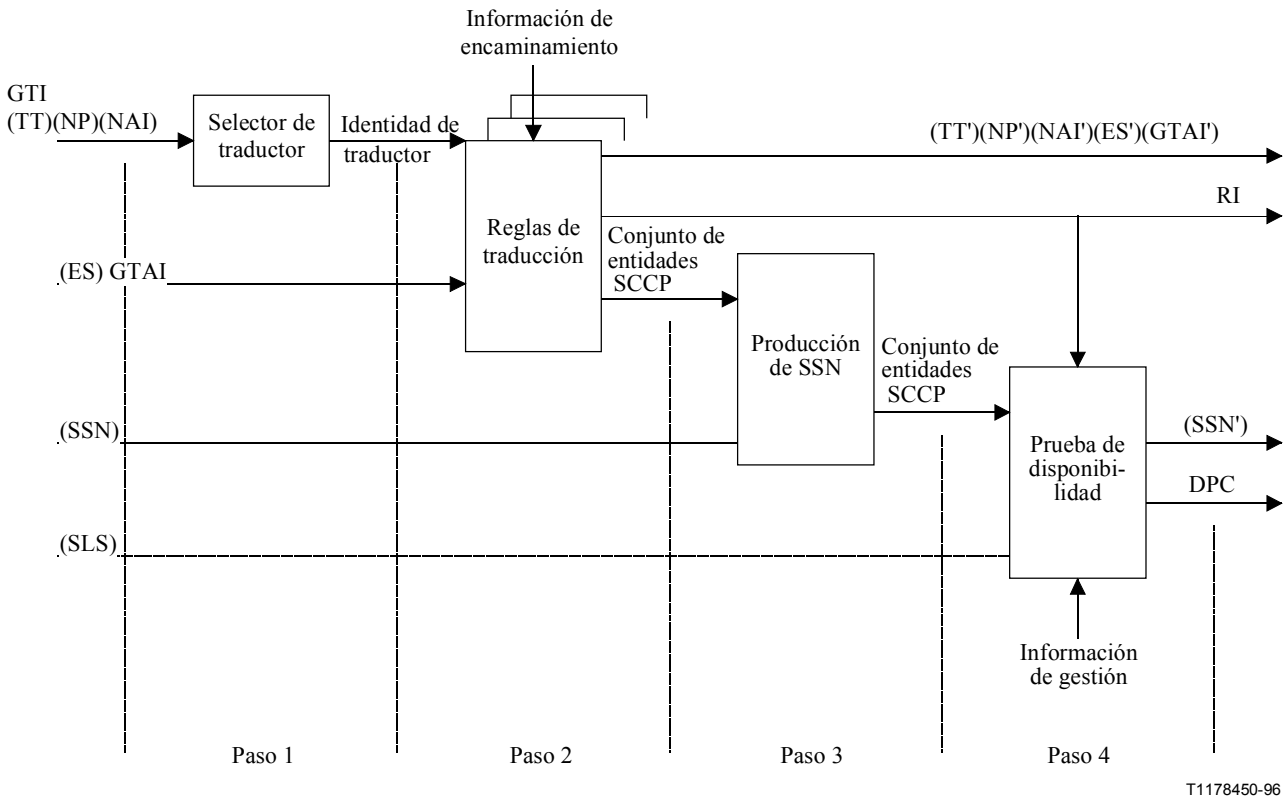 Información de
encaminamiento
GTI
(TT)(NP)(NAI)
Selector de
traductor
Identidad de
traductor
(TT')(NP')(NAI')(ES')(GTAI')
RI
Reglas de
traducción
Conjunto de
entidades
SCCP
(ES) GTAI
Producción
de SSN
Conjunto de
entidades
SCCP
(SSN)
Prueba de
disponibi-
lidad
(SSN')
DPC
(SLS)
Información
de gestión
Paso 1
Paso 2
Paso 3
Paso 4
T1178450-96